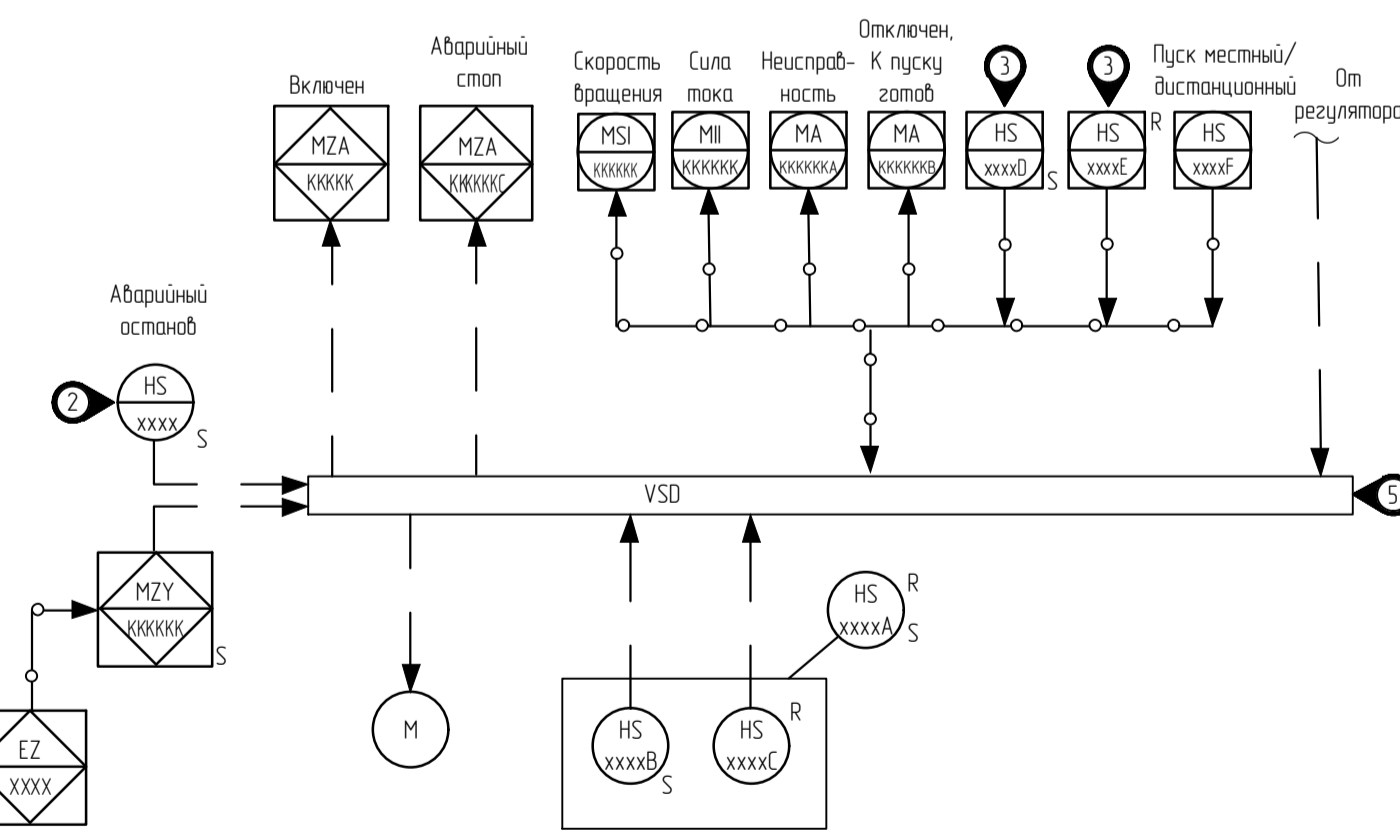 Включен
Аварийный
стоп
Скорость
вращения
Сила
тока
Неисправ-
ность
Отключен,
К пуску
готов
3
3
Пуск местный/
дистанционный
От
регулятора
MZA
KKKKK
MZA
KKKKKKC
MSI
KKKKKK
MII
KKKKKK
MA
KKKKKKA
MA
KKKKKKB
HS
xxxxD
S
HS
xxxxE
R
HS
xxxxF
Аварийный
останов
2
HS
xxxx
S
VSD
5
MZY
KKKKKK
S
EZ
XXXX
M
HS
xxxxA
R
S
HS
xxxxB
S
HS
xxxxC
R